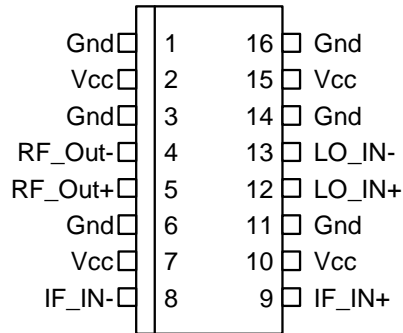 Gnd 1 16 Gnd
Vcc 2 15 Vcc
Gnd 3 14 Gnd
RF_Out- 4 13 LO_IN-
RF_Out+ 5 12 LO_IN+
Gnd 6 11 Gnd
Vcc 7 10 Vcc
IF_IN- 8 9 IF_IN+